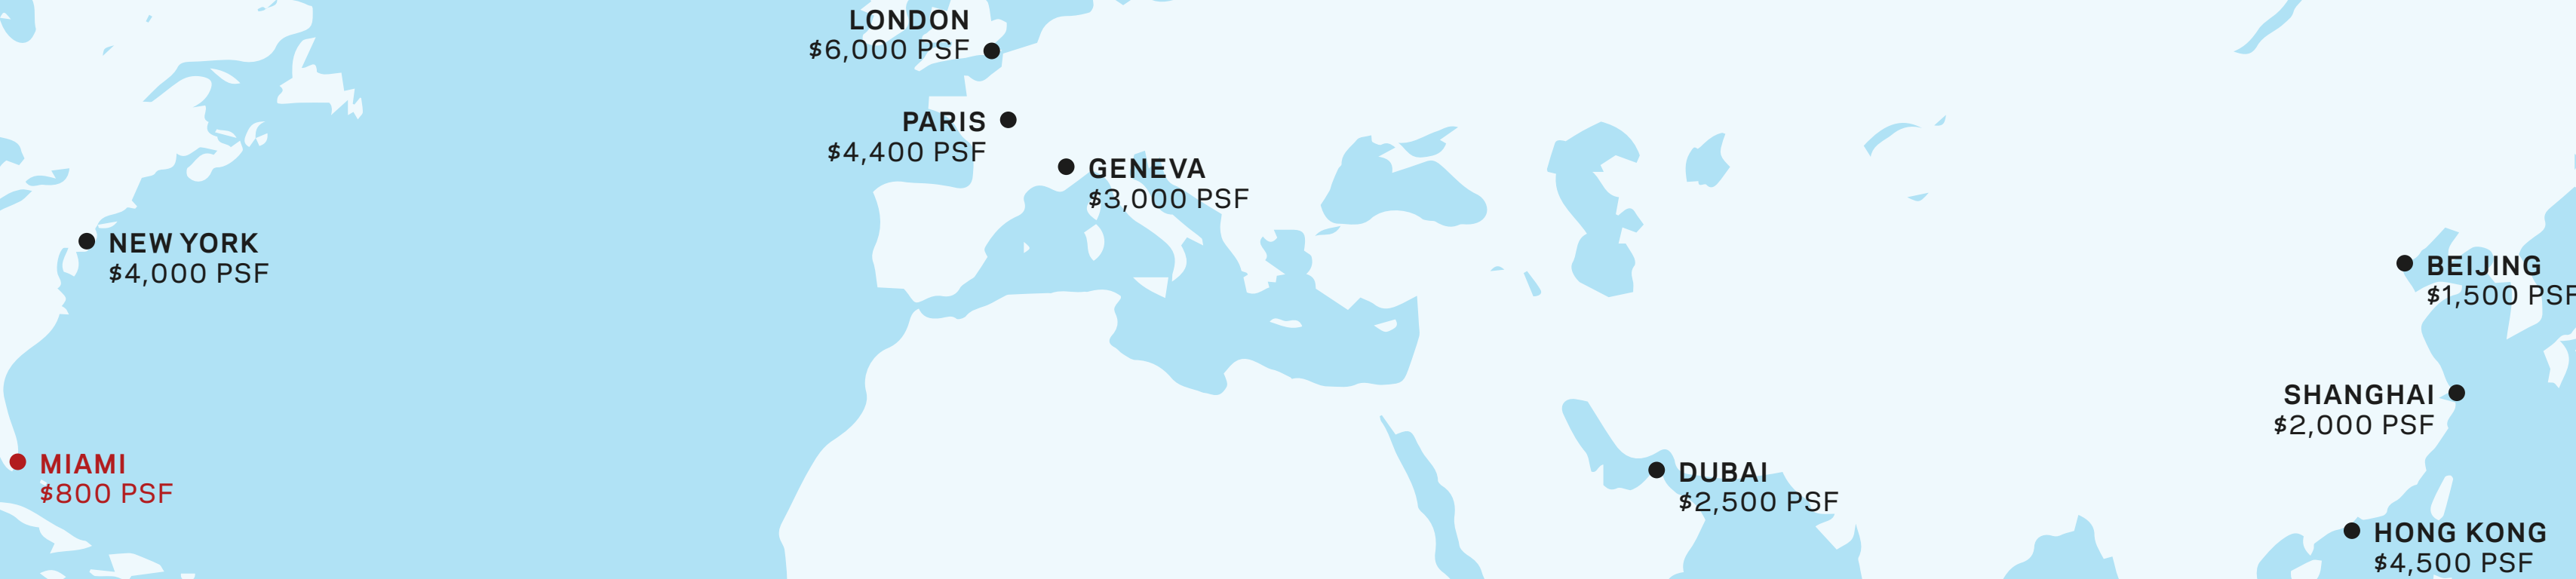 LONDON
$6,000 PSF
PARIS
$4,400 PSF
GENEVA
$3,000 PSF
NEW YORK
$4,000 PSF
BEIJING
$1,500 PSF
SHANGHAI
$2,000 PSF
MIAMI
$800 PSF
DUBAI
$2,500 PSF
HONG KONG
$4,500 PSF